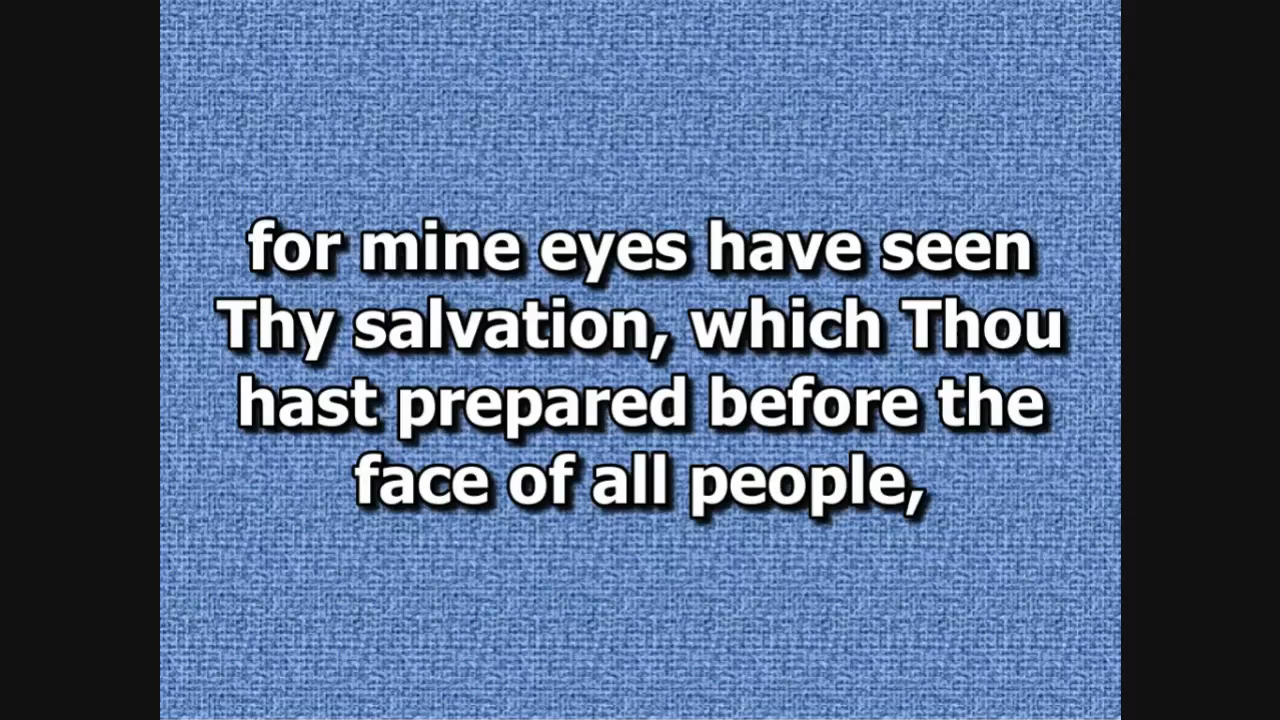 for mine eyes have seen
Thy salvation, which Thou
hast prepared before the
face of all people,